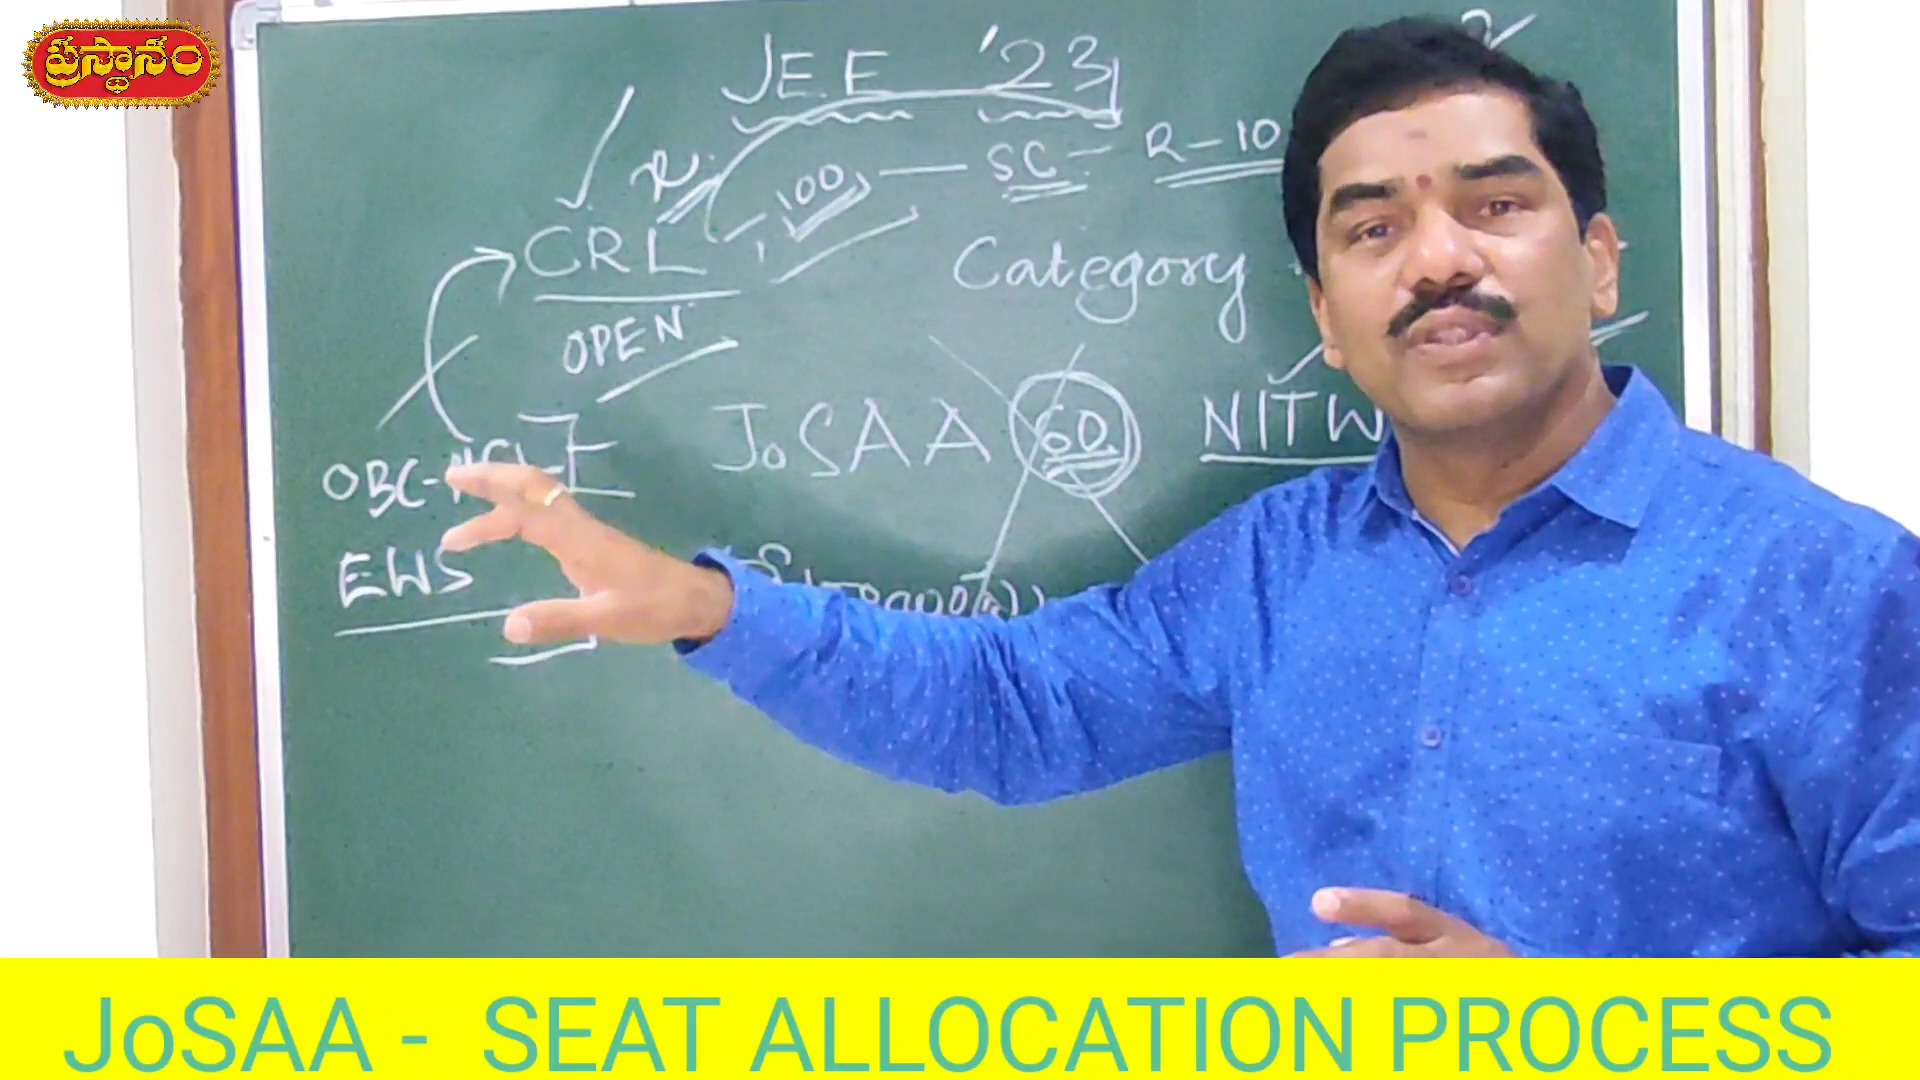 ప్రస్థానం
JEE '23
100 — SC - R-10
CRL
Category
OPEN
JoSAA 60 NITW
OBC-
EWS
JoSAA - SEAT ALLOCATION PROCESS